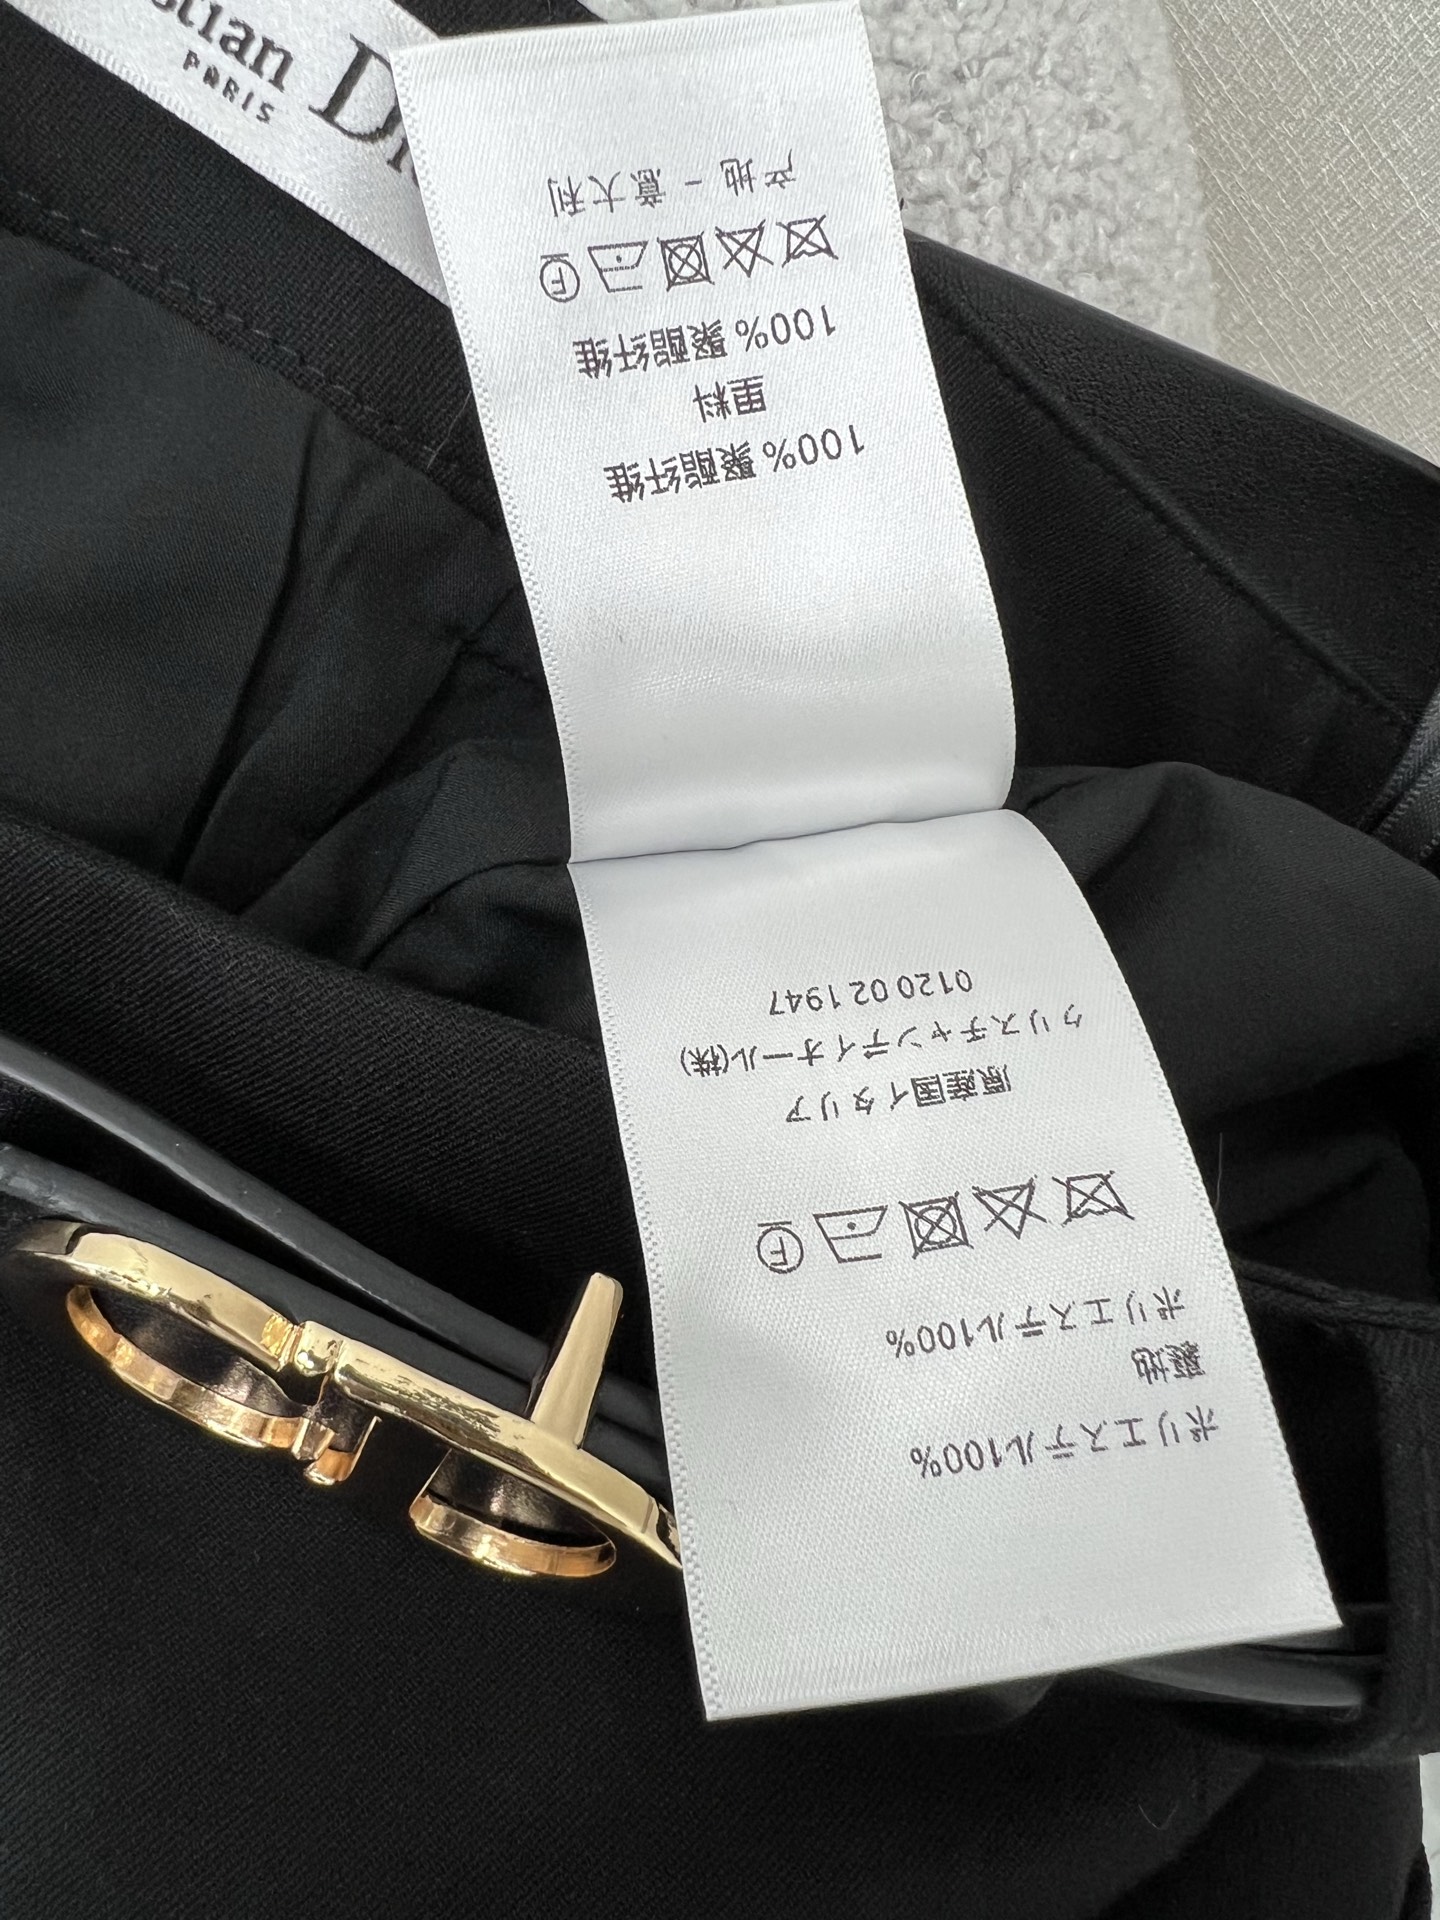 stian Di
PARIS
100% 聚酯纤维
里料
100% 聚酯纤维
产地 - 意大利
ポリエステル100%
裏地
ポリエステル100%
原産国イタリア
クリスチャンディオール(株)
0120 02 1947